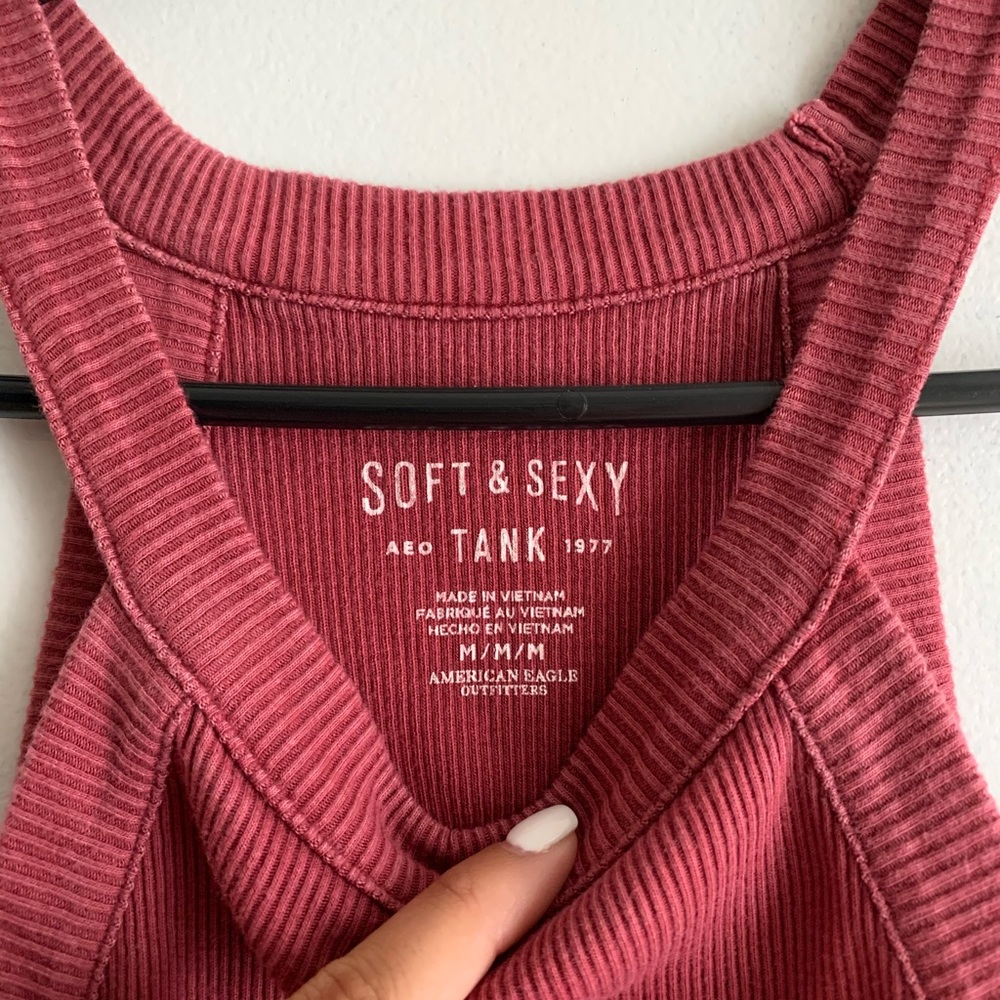 SOFT & SEXY
AEO TANK 1977
MADE IN VIETNAM
FABRIQUÉ AU VIETNAM
HECHO EN VIETNAM
M/M/M
AMERICAN EAGLE
OUTFITTERS